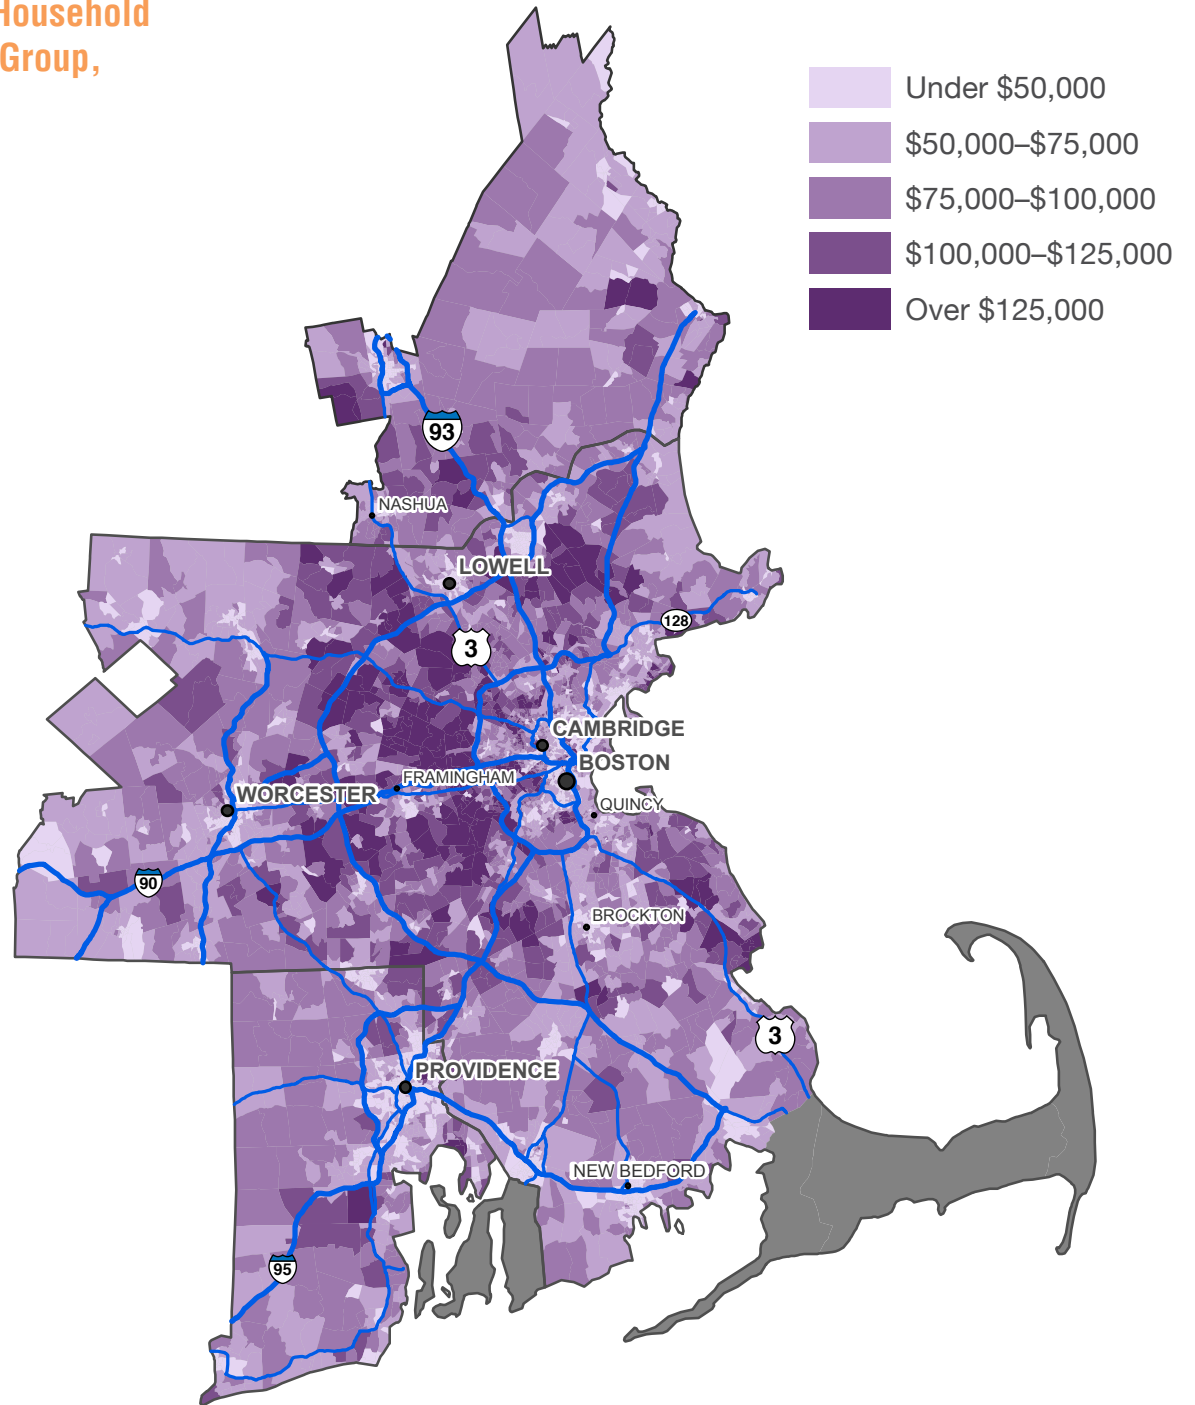 Household
Group,
Under $50,000
$50,000–$75,000
$75,000–$100,000
$100,000–$125,000
Over $125,000
93
NASHUA
LOWELL
128
3
CAMBRIDGE
BOSTON
FRAMINGHAM
WORCESTER
QUINCY
90
BROCKTON
3
PROVIDENCE
NEW BEDFORD
95